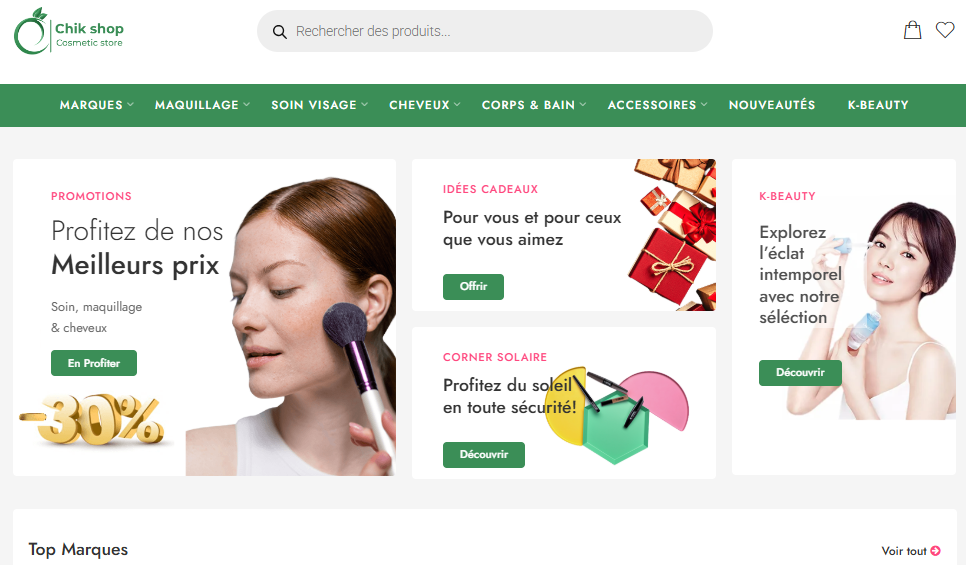 Chik shop
Cosmetic store
Rechercher des produits...
MARQUES MAQUILLAGE SOIN VISAGE CHEVEUX CORPS & BAIN ACCESSOIRES NOUVEAUTÉS K-BEAUTY
PROMOTIONS
Profitez de nos
Meilleurs prix
Soin, maquillage
& cheveux
En Profiter
-30%
IDÉES CADEAUX
Pour vous et pour ceux
que vous aimez
Offrir
CORNER SOLAIRE
Profitez du soleil
en toute sécurité!
Découvrir
K-BEAUTY
Explorez
l'éclat
intemporel
avec notre
séléction
Découvrir
Top Marques
Voir tout